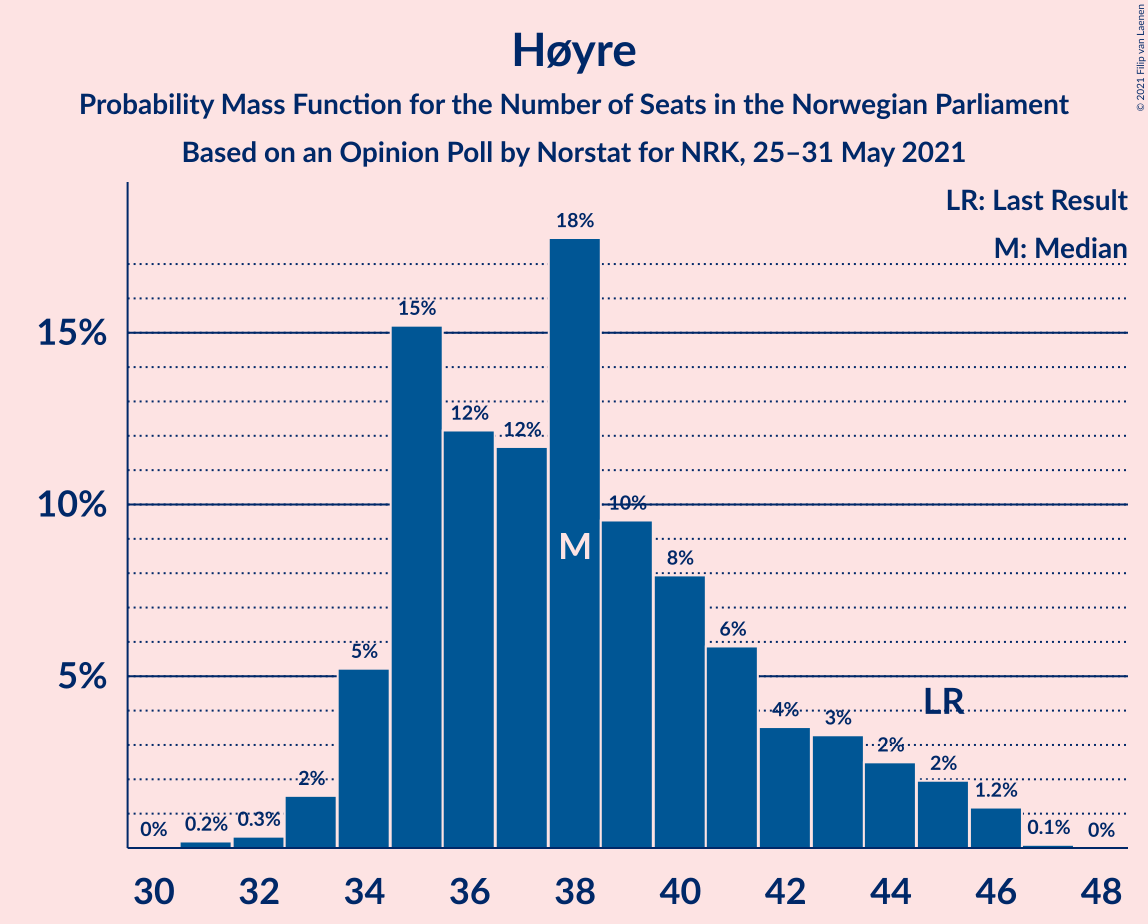 Høyre
Probability Mass Function for the Number of Seats in the Norwegian Parliament
Based on an Opinion Poll by Norstat for NRK, 25–31 May 2021
© 2021 Filip van Laenen
LR: Last Result
M: Median
15%
10%
5%
0%
0.2%
0.3%
2%
5%
15%
12%
12%
18%
10%
8%
6%
4%
3%
2%
2%
1.2%
0.1%
0%
M
LR
30 32 34 36 38 40 42 44 46 48